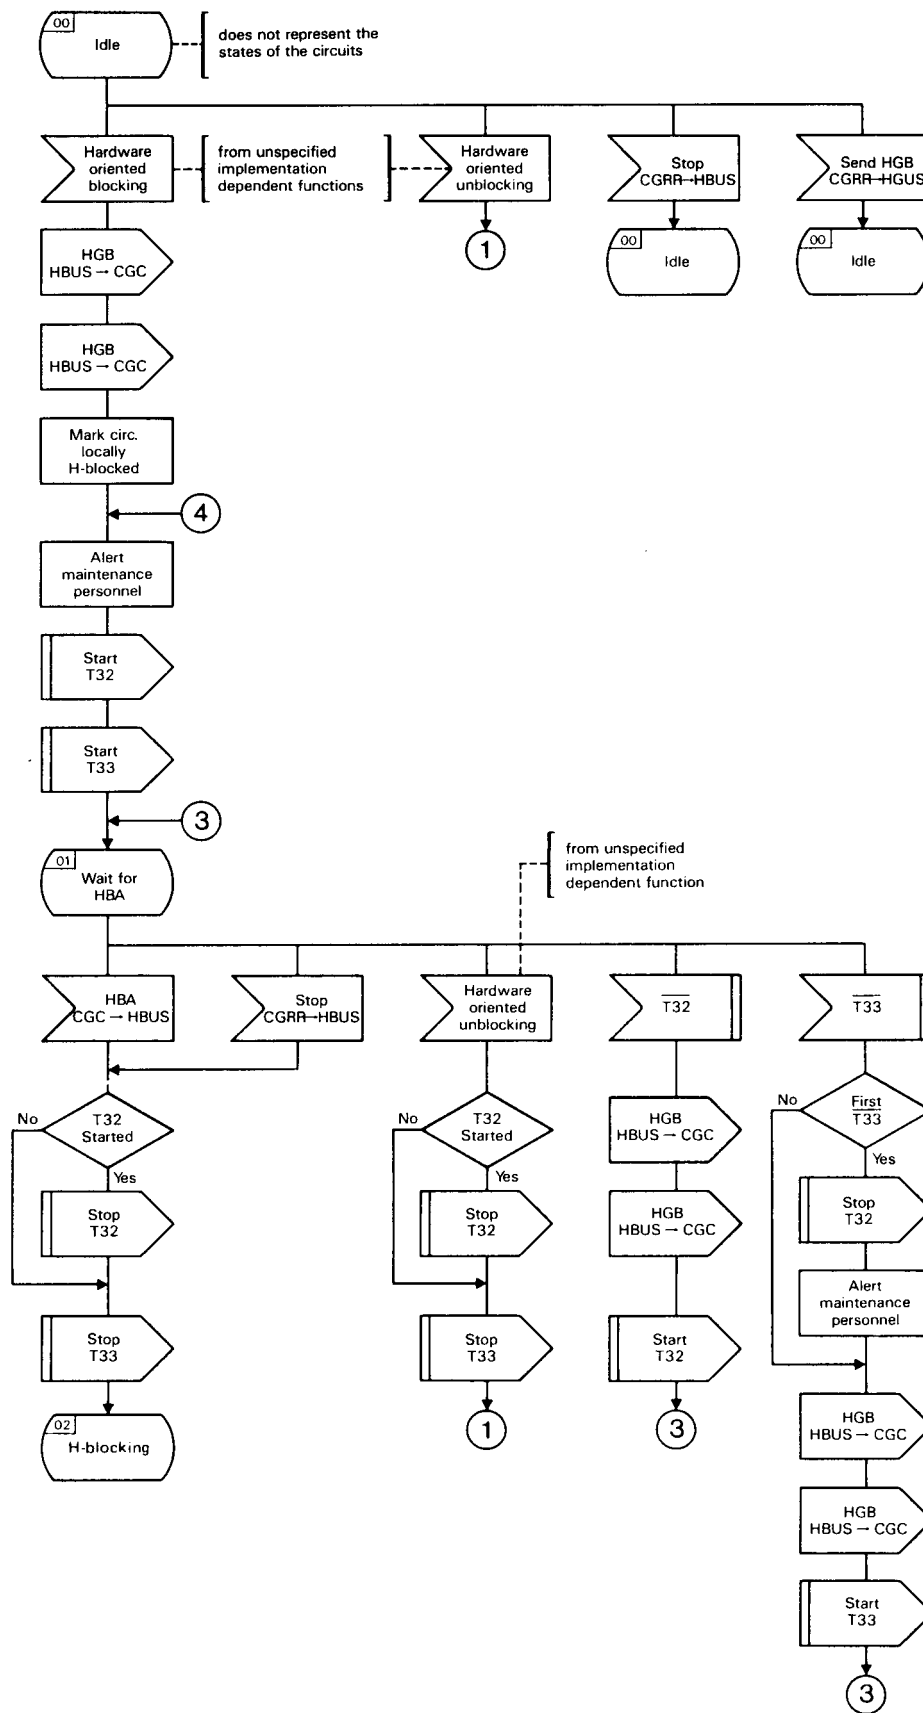 00
Idle
does not represent the
states of the circuits
Hardware
oriented
blocking
from unspecified
implementation
dependent functions
Hardware
oriented
unblocking
Stop
CGRR→HBUS
Send HGB
CGRR→HGUS
1
00
Idle
00
Idle
HGB
HBUS → CGC
HGB
HBUS → CGC
Mark circ.
locally
H-blocked
4
Alert
maintenance
personnel
Start
T32
Start
T33
3
01
Wait for
HBA
from unspecified
implementation
dependent function
HBA
CGC → HBUS
Stop
CGRR→HBUS
Hardware
oriented
unblocking
T32
T33
No
T32
Started
Yes
Stop
T32
Stop
T33
02
H-blocking
No
T32
Started
Yes
Stop
T32
Stop
T33
1
HGB
HBUS → CGC
HGB
HBUS → CGC
Start
T32
3
No
First
T33
Yes
Stop
T32
Alert
maintenance
personnel
HGB
HBUS → CGC
HGB
HBUS → CGC
Start
T33
3